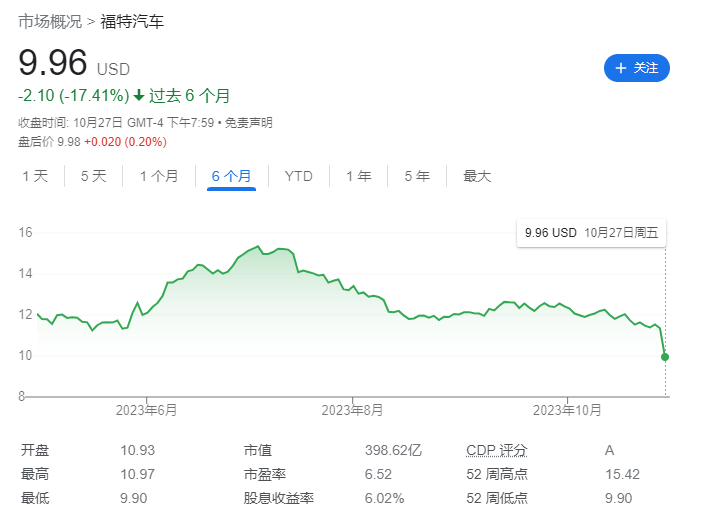 市场概况 > 福特汽车
9.96 USD
+ 关注
-2.10 (-17.41%) 过去 6 个月
收盘时间: 10月27日 GMT-4 下午7:59 • 免责声明
盘后价 9.98 +0.020 (0.20%)
1 天 5 天 1 个月 6 个月 YTD 1 年 5 年 最大
9.96 USD 10月27日周五
16
14
12
10
8
2023年6月 2023年8月 2023年10月
开盘 10.93 市值 398.62亿 CDP 评分 A
最高 10.97 市盈率 6.52 52 周高点 15.42
最低 9.90 股息收益率 6.02% 52 周低点 9.90